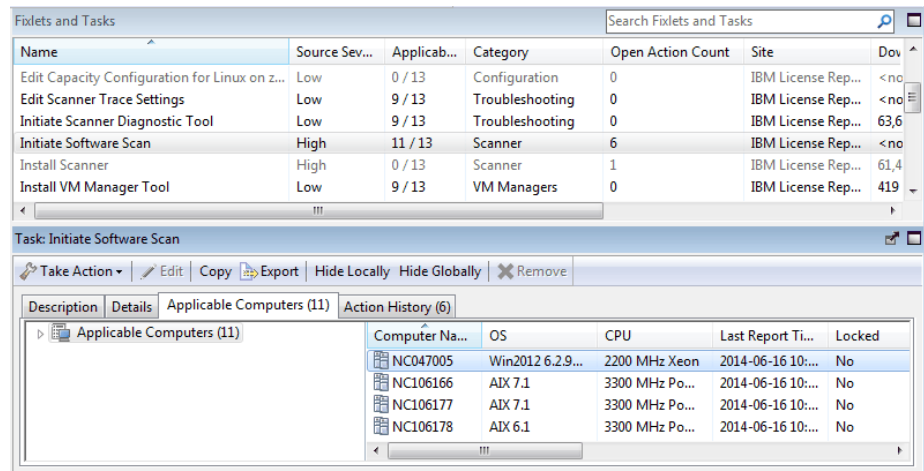 Fixlets and Tasks Search Fixlets and Tasks
Name Source Sev... Applicab... Category Open Action Count Site Dov
Edit Capacity Configuration for Linux on z... Low 0 / 13 Configuration 0 IBM License Rep... <no
Edit Scanner Trace Settings Low 9 / 13 Troubleshooting 0 IBM License Rep... <no
Initiate Scanner Diagnostic Tool Low 9 / 13 Troubleshooting 0 IBM License Rep... 63,6
Initiate Software Scan High 11 / 13 Scanner 6 IBM License Rep... <no
Install Scanner High 0 / 13 Scanner 1 IBM License Rep... 61,4
Install VM Manager Tool Low 9 / 13 VM Managers 0 IBM License Rep... 419
Task: Initiate Software Scan
Take Action Edit Copy Export Hide Locally Hide Globally Remove
Description Details Applicable Computers (11) Action History (6)
Applicable Computers (11) Computer Na... OS CPU Last Report Ti... Locked
NC047005 Win2012 6.2.9... 2200 MHz Xeon 2014-06-16 10:... No
NC106166 AIX 7.1 3300 MHz Po... 2014-06-16 10:... No
NC106177 AIX 7.1 3300 MHz Po... 2014-06-16 10:... No
NC106178 AIX 6.1 3300 MHz Po... 2014-06-16 10:... No